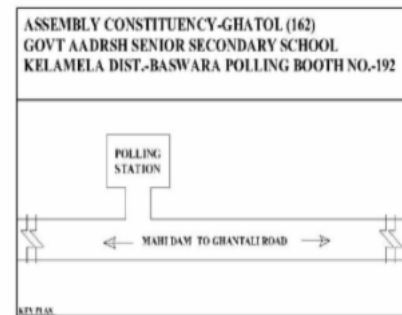 ASSEMBLY CONSTITUENCY-GHATOL (162)
GOVT AADRSH SENIOR SECONDARY SCHOOL
KELAMELA DIST.-BASWARA POLLING BOOTH NO.-192
POLLING
STATION
MAHI DAM TO GHANTALI ROAD
KEY PLAN